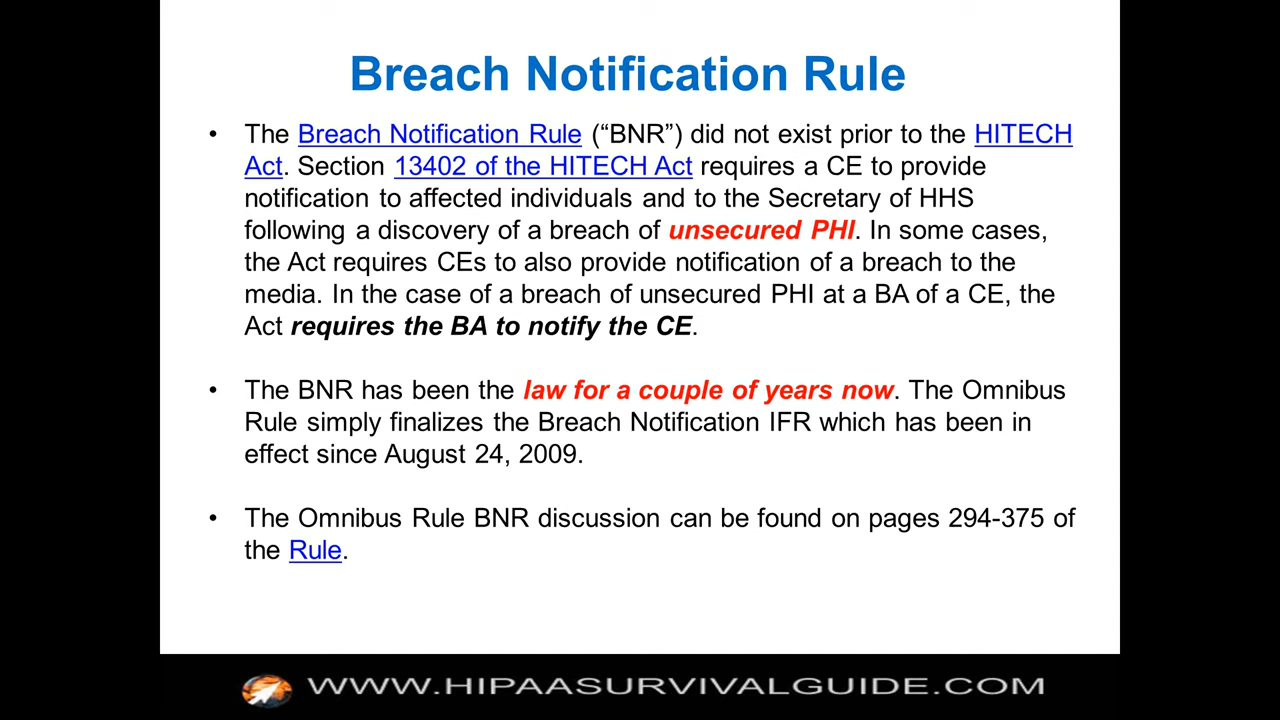 Breach Notification Rule
• The Breach Notification Rule (“BNR”) did not exist prior to the HITECH
Act. Section 13402 of the HITECH Act requires a CE to provide
notification to affected individuals and to the Secretary of HHS
following a discovery of a breach of unsecured PHI. In some cases,
the Act requires CEs to also provide notification of a breach to the
media. In the case of a breach of unsecured PHI at a BA of a CE, the
Act requires the BA to notify the CE.
• The BNR has been the law for a couple of years now. The Omnibus
Rule simply finalizes the Breach Notification IFR which has been in
effect since August 24, 2009.
• The Omnibus Rule BNR discussion can be found on pages 294-375 of
the Rule.
WWW.HIPAASURVIVALGUIDE.COM